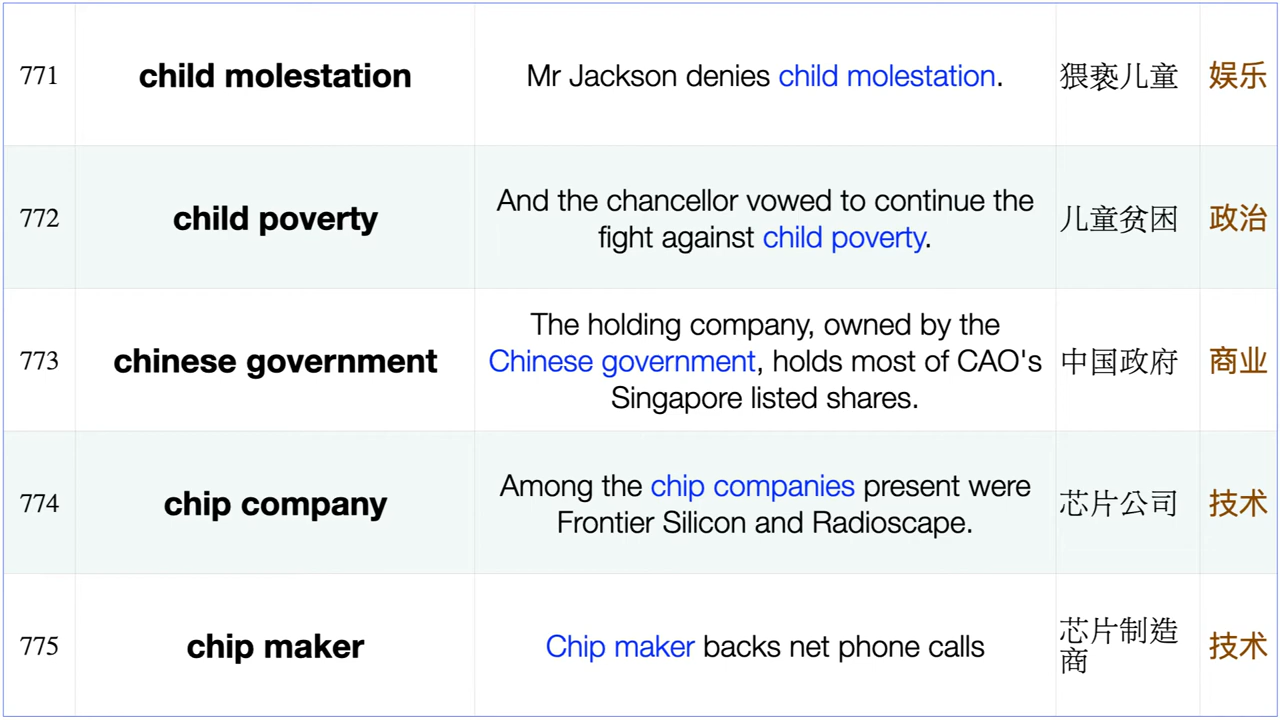 771
child molestation
Mr Jackson denies child molestation.
猥亵儿童
娱乐
772
child poverty
And the chancellor vowed to continue the
fight against child poverty.
儿童贫困
政治
773
chinese government
The holding company, owned by the
Chinese government, holds most of CAO's
Singapore listed shares.
中国政府
商业
774
chip company
Among the chip companies present were
Frontier Silicon and Radioscape.
芯片公司
技术
775
chip maker
Chip maker backs net phone calls
芯片制造
商
技术